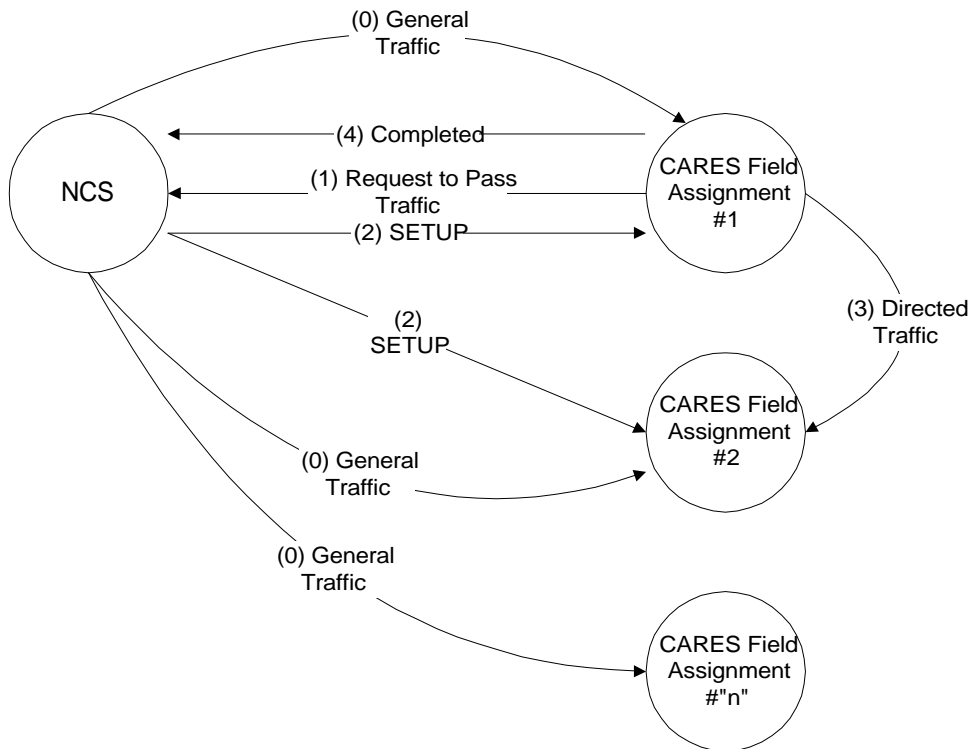 (0) General
Traffic
(4) Completed
NCS
(1) Request to Pass
Traffic
(2) SETUP
CARES Field
Assignment
#1
(3) Directed
Traffic
(2)
SETUP
CARES Field
Assignment
#2
(0) General
Traffic
(0) General
Traffic
CARES Field
Assignment
#"n"